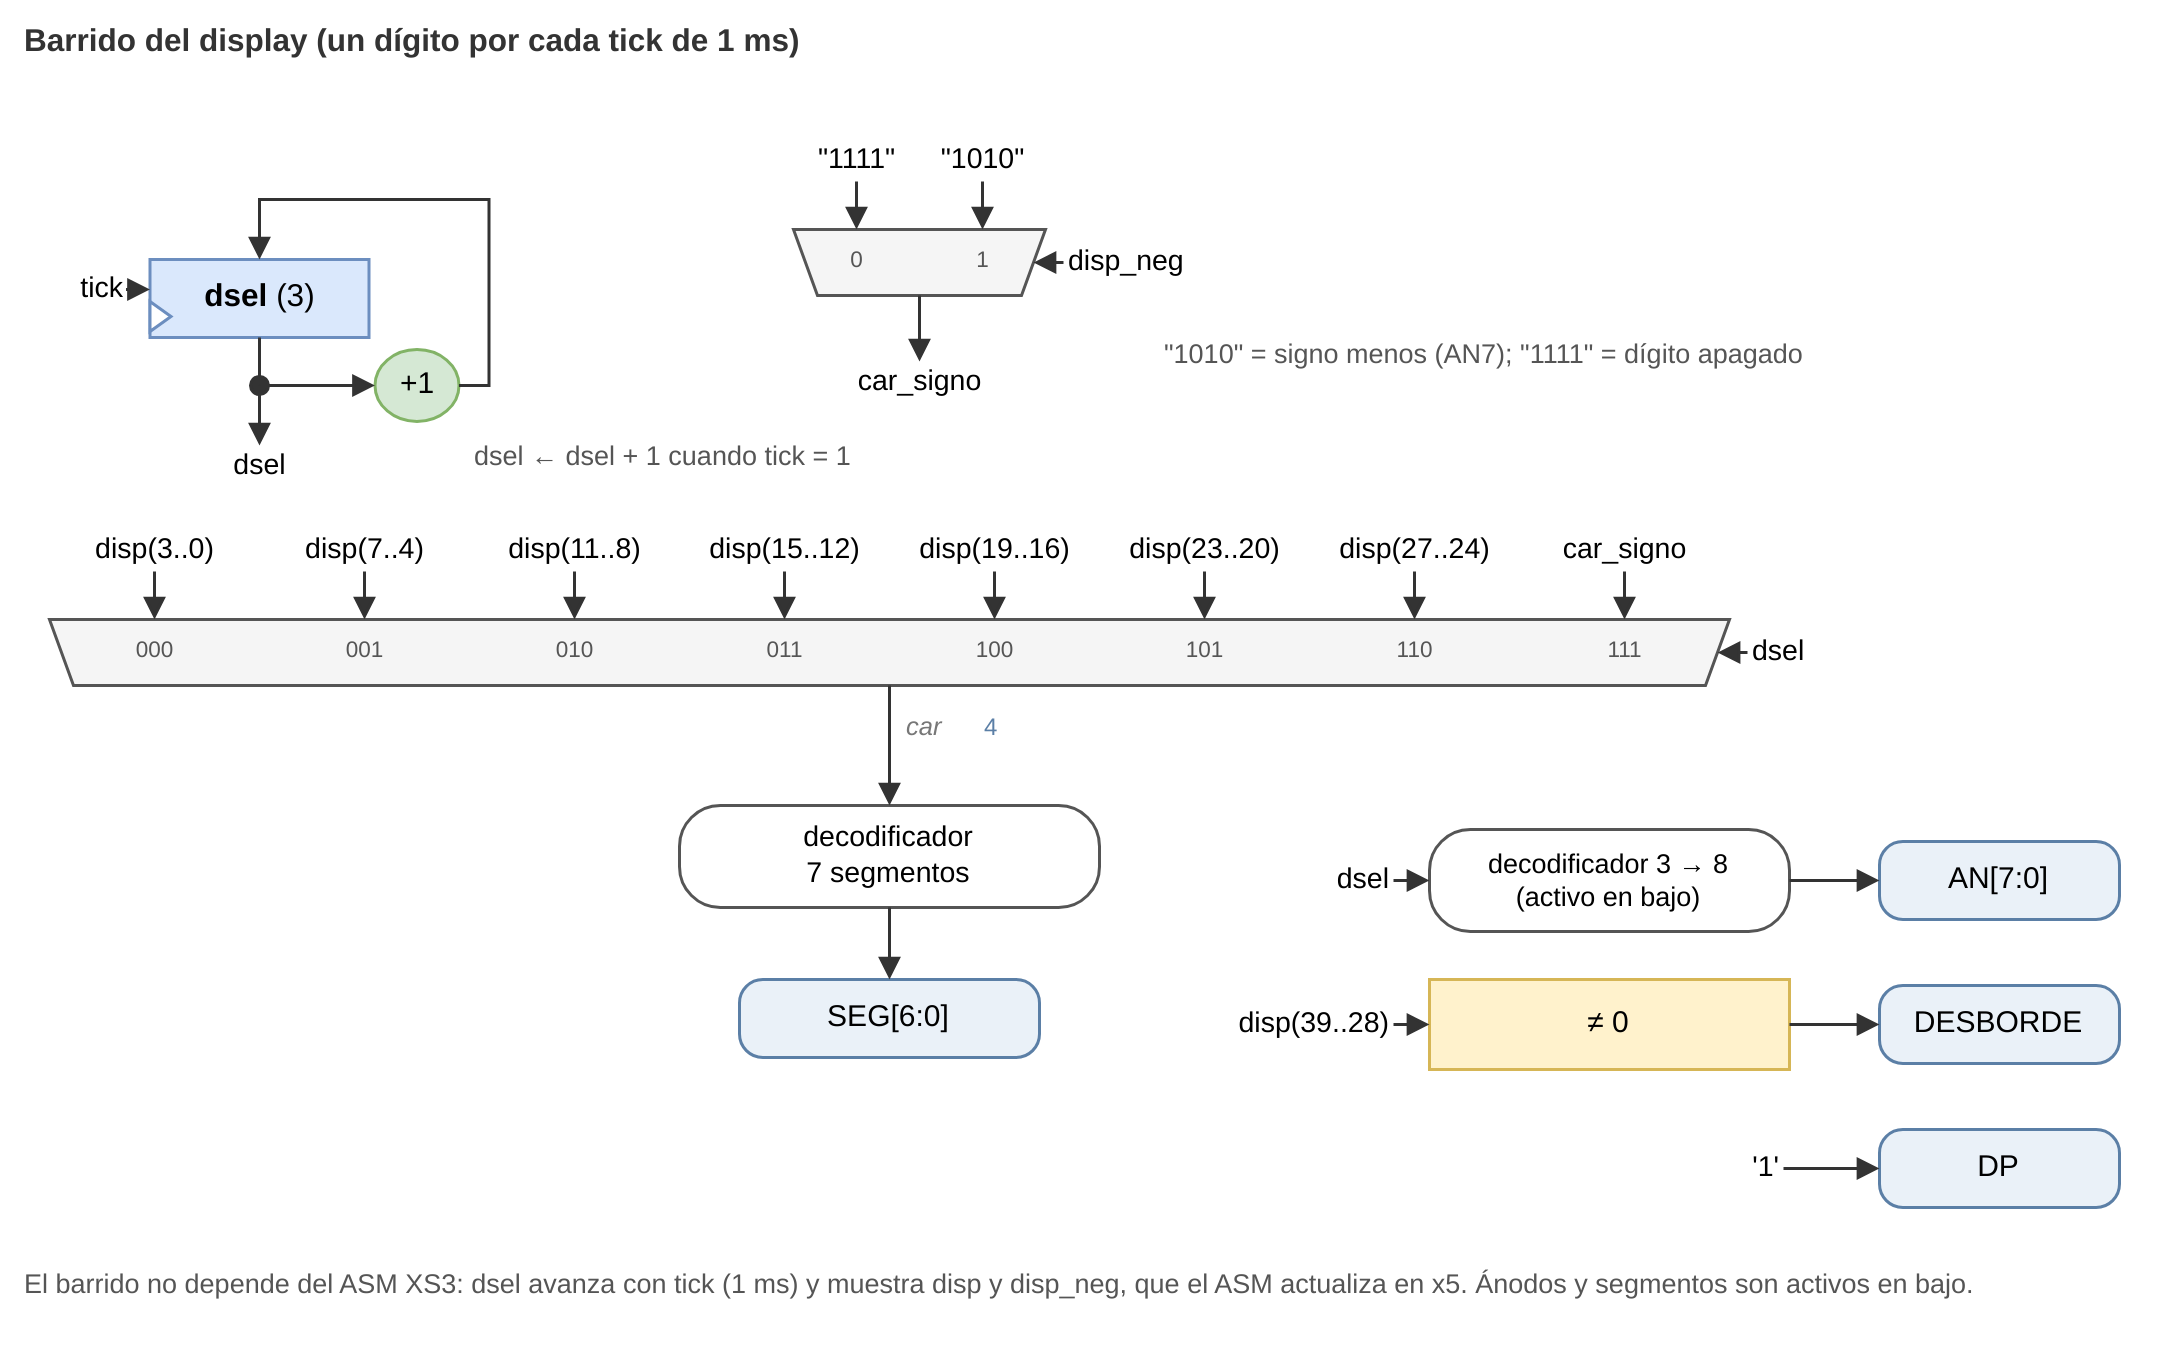 Barrido del display (un dígito por cada tick de 1 ms)
"1111" "1010"
tick
dsel (3)
0 1
disp_neg
"1010" = signo menos (AN7); "1111" = dígito apagado
+1
car_signo
dsel
dsel ← dsel + 1 cuando tick = 1
disp(3..0) disp(7..4) disp(11..8) disp(15..12) disp(19..16) disp(23..20) disp(27..24) car_signo
000 001 010 011 100 101 110 111
dsel
car 4
decodificador
7 segmentos
dsel
decodificador 3 → 8
(activo en bajo)
AN[7:0]
SEG[6:0]
disp(39..28)
≠ 0
DESBORDE
'1'
DP
El barrido no depende del ASM XS3: dsel avanza con tick (1 ms) y muestra disp y disp_neg, que el ASM actualiza en x5. Ánodos y segmentos son activos en bajo.